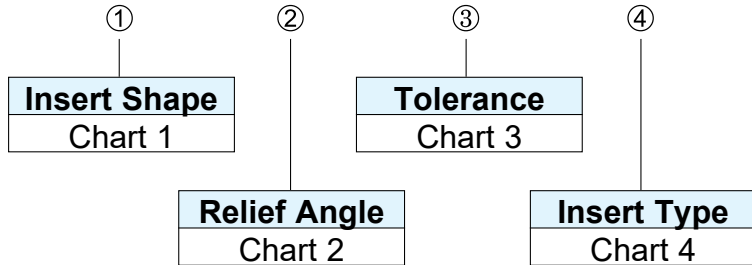 ① ② ③ ④
Insert Shape
Chart 1
Tolerance
Chart 3
Relief Angle
Chart 2
Insert Type
Chart 4